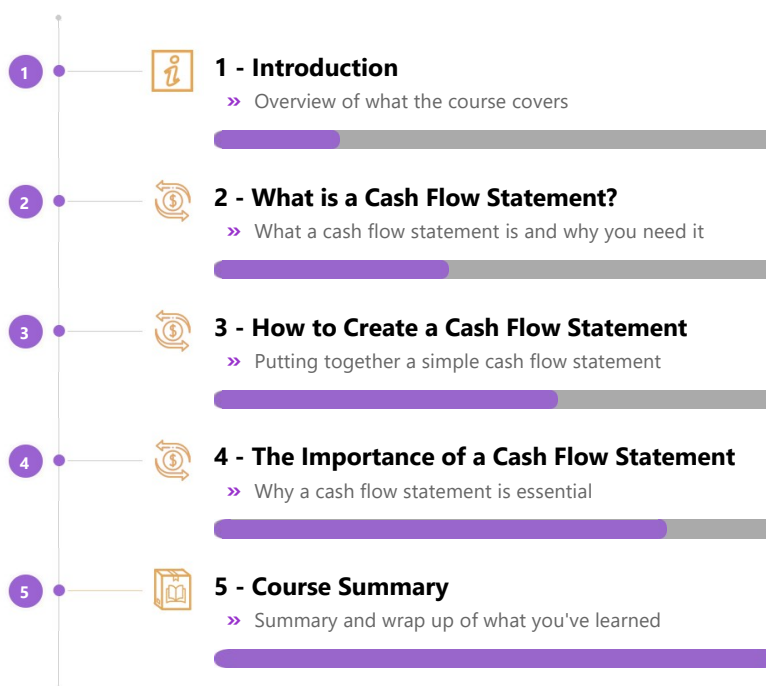 1
1 - Introduction
» Overview of what the course covers
2
2 - What is a Cash Flow Statement?
» What a cash flow statement is and why you need it
3
3 - How to Create a Cash Flow Statement
» Putting together a simple cash flow statement
4
4 - The Importance of a Cash Flow Statement
» Why a cash flow statement is essential
5
5 - Course Summary
» Summary and wrap up of what you've learned